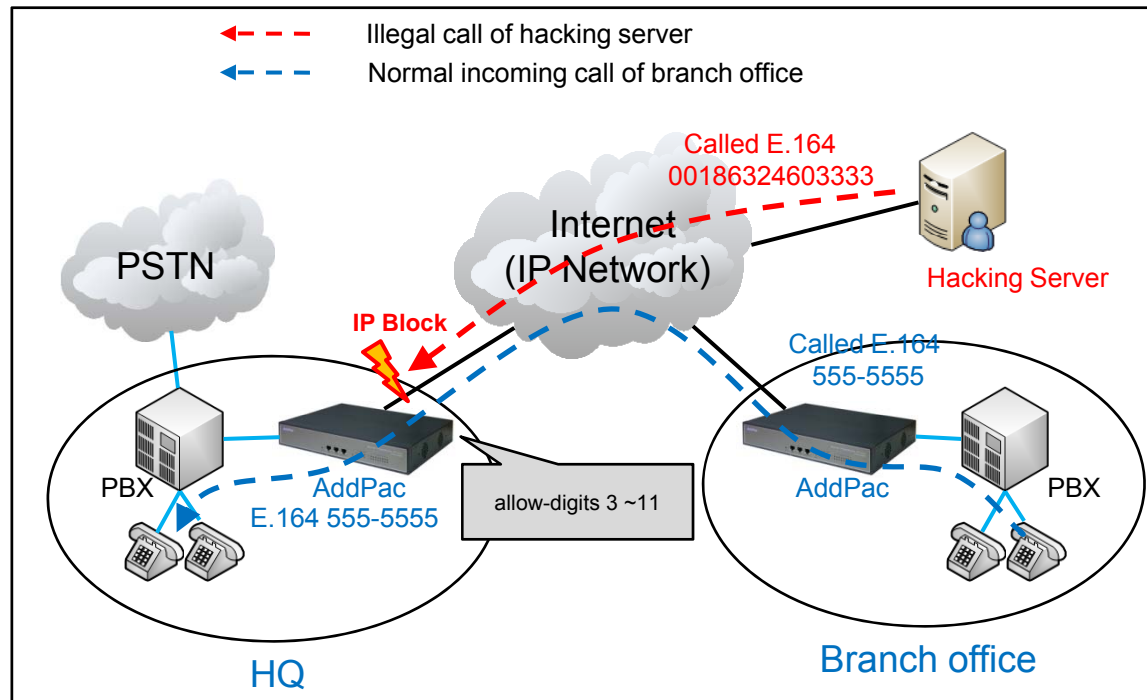 Illegal call of hacking server
Normal incoming call of branch office
Called E.164
00186324603333
Internet
(IP Network)
PSTN
Hacking Server
IP Block
Called E.164
555-5555
PBX
AddPac
E.164 555-5555
allow-digits 3 ~11
AddPac
PBX
HQ
Branch office